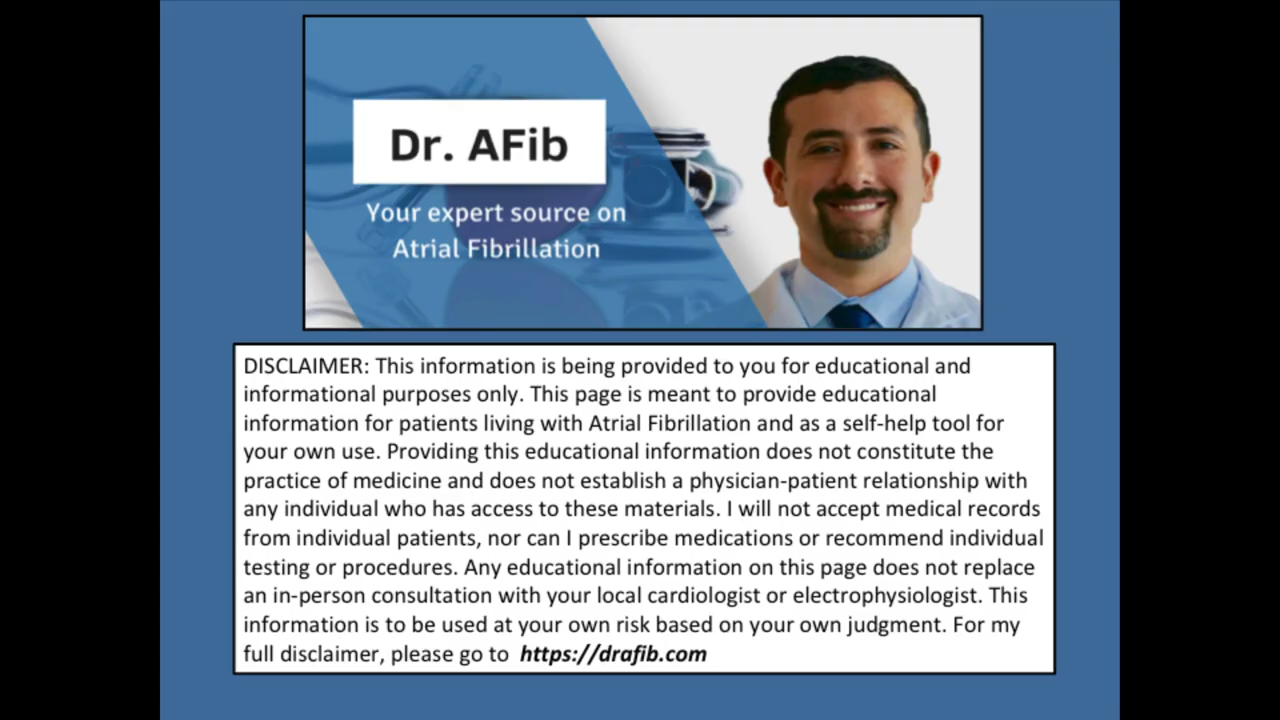 Dr. AFib
Your expert source on
Atrial Fibrillation
DISCLAIMER: This information is being provided to you for educational and
informational purposes only. This page is meant to provide educational
information for patients living with Atrial Fibrillation and as a self-help tool for
your own use. Providing this educational information does not constitute the
practice of medicine and does not establish a physician-patient relationship with
any individual who has access to these materials. I will not accept medical records
from individual patients, nor can I prescribe medications or recommend individual
testing or procedures. Any educational information on this page does not replace
an in-person consultation with your local cardiologist or electrophysiologist. This
information is to be used at your own risk based on your own judgment. For my
full disclaimer, please go to https://drafib.com